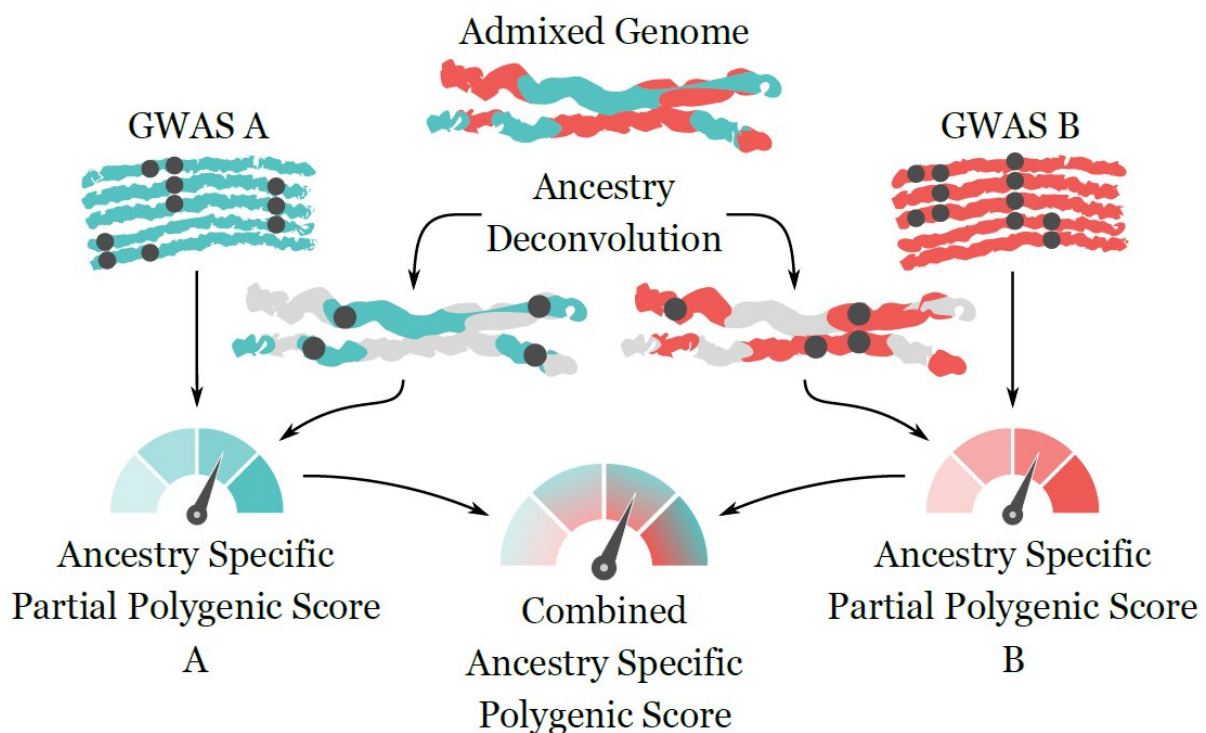 Admixed Genome
GWAS A
GWAS B
Ancestry
Deconvolution
Ancestry Specific
Partial Polygenic Score
A
Combined
Ancestry Specific
Polygenic Score
Ancestry Specific
Partial Polygenic Score
B